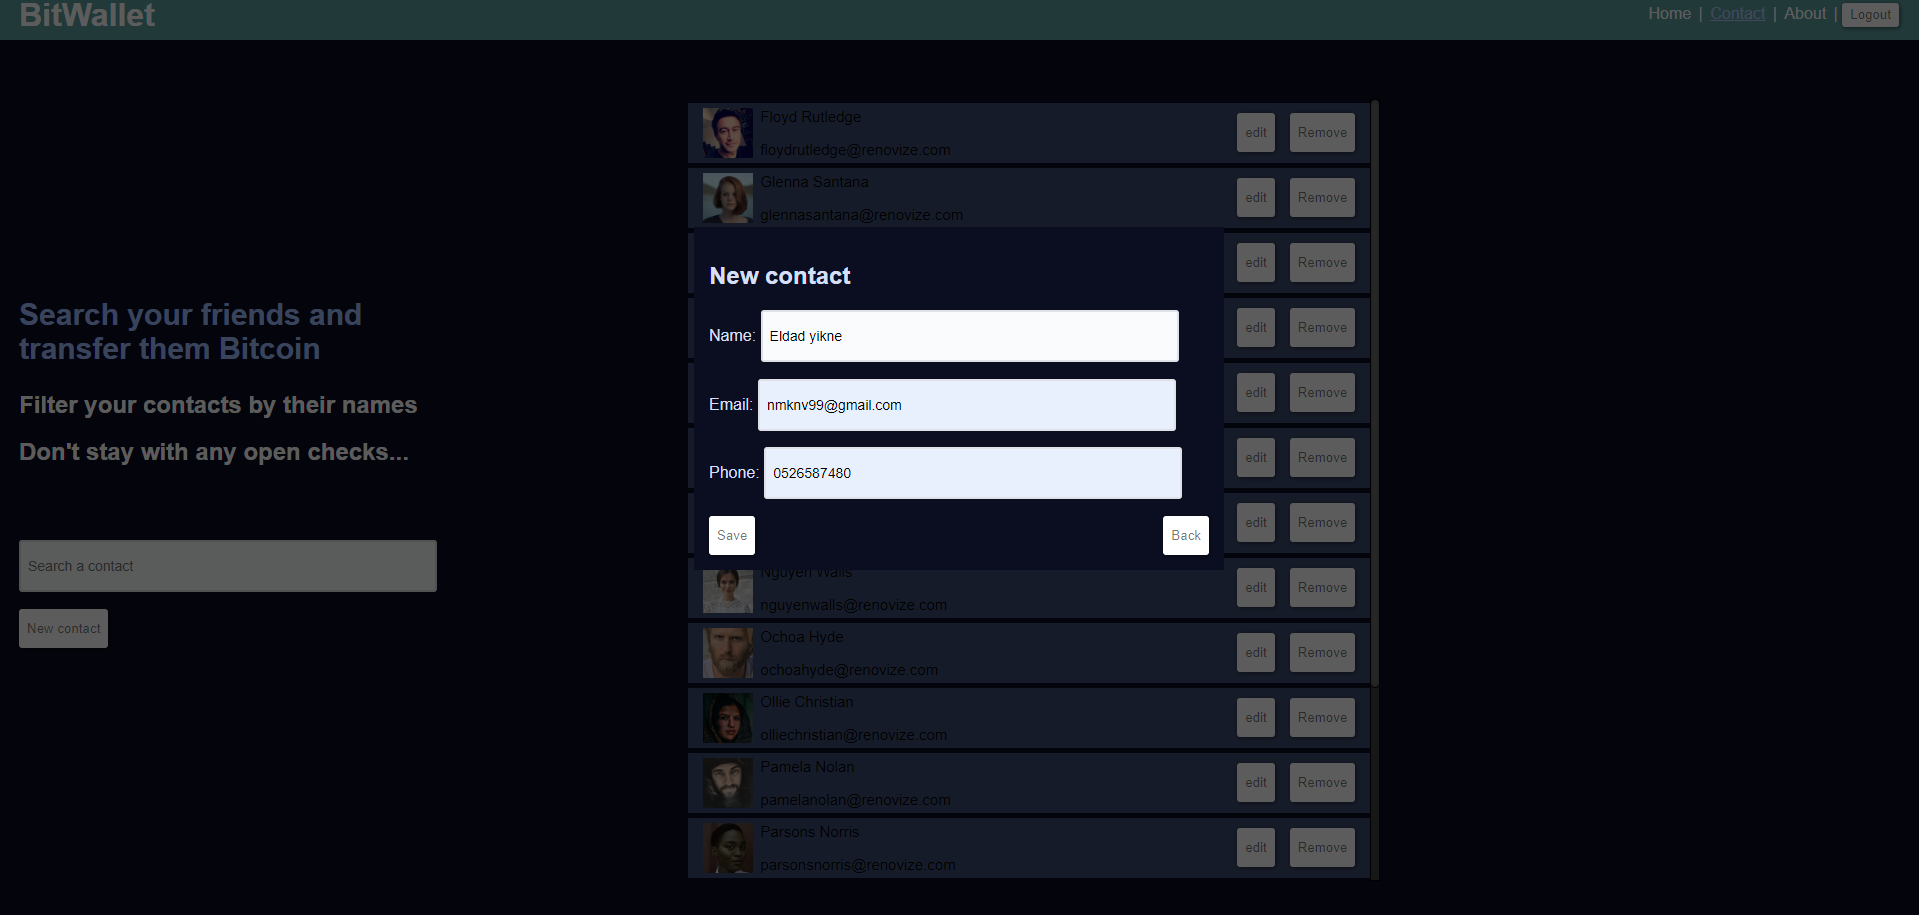 BitWallet
Home | Contact | About | Logout
Search your friends and
transfer them Bitcoin
Filter your contacts by their names
Don't stay with any open checks...
Search a contact
New contact
Floyd Rutledge
floydrutledge@renovize.com
edit Remove
Glenna Santana
glennasantana@renovize.com
edit Remove
edit Remove
edit Remove
edit Remove
edit Remove
edit Remove
New contact
Name: Eldad yikne
Email: nmknv99@gmail.com
Phone: 0526587480
Save Back
Nguyen Walls
nguyenwalls@renovize.com
edit Remove
Ochoa Hyde
ochoahyde@renovize.com
edit Remove
Ollie Christian
olliechristian@renovize.com
edit Remove
Pamela Nolan
pamelanolan@renovize.com
edit Remove
Parsons Norris
parsonsnorris@renovize.com
edit Remove